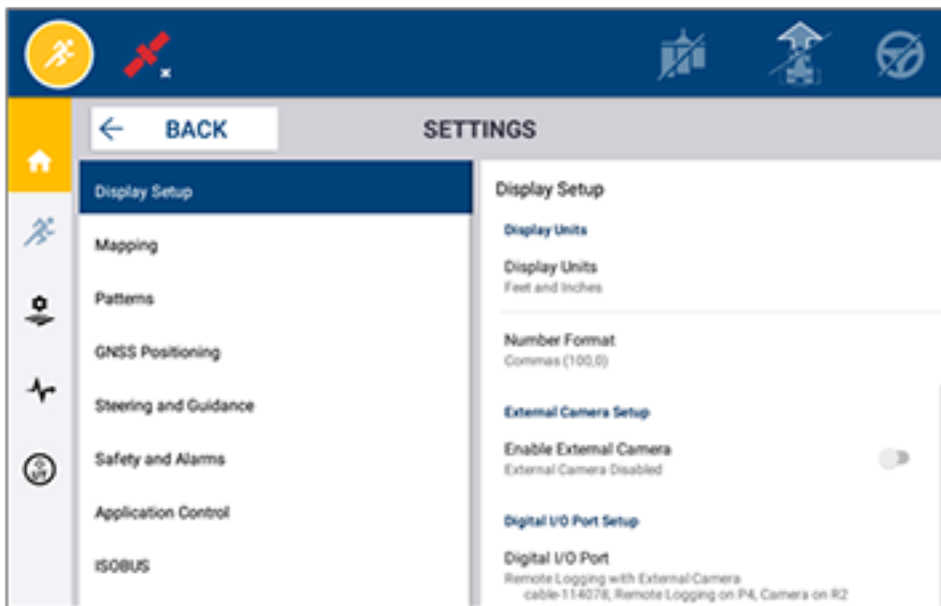 BACK
SETTINGS
Display Setup
Mapping
Patterns
GNSS Positioning
Steering and Guidance
Safety and Alarms
Application Control
ISOBUS
Display Setup
Display Units
Display Units
Feet and Inches
Number Format
Commas (100,0)
External Camera Setup
Enable External Camera
External Camera Disabled
Digital I/O Port Setup
Digital I/O Port
Remote Logging with External Camera
cable-114078, Remote Logging on P4, Camera on R2